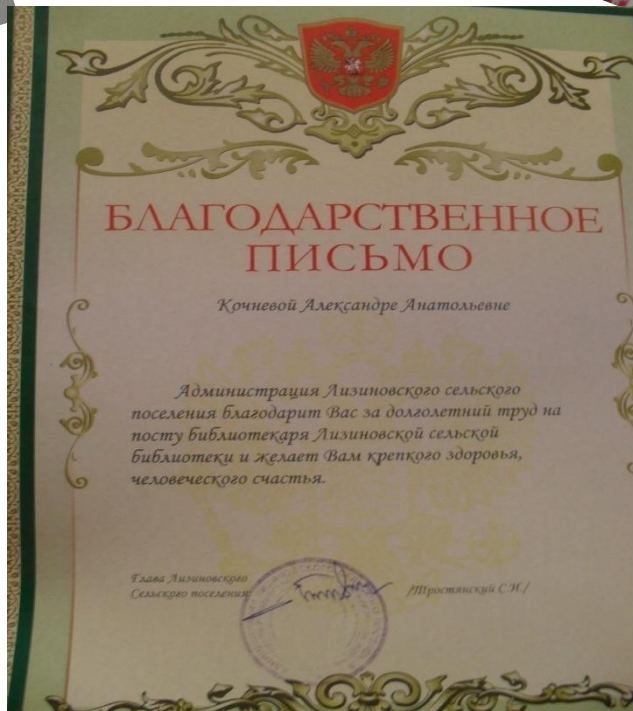 БЛАГОДАРСТВЕННОЕ
ПИСЬМО
Кочневой Александре Анатольевне
Администрация Лизиновского сельского
поселения благодарит Вас за долголетний труд на
посту библиотекаря Лизиновской сельской
библиотеки и желает Вам крепкого здоровья,
человеческого счастья.
Глава Лизиновского
Сельского поселения: /Тростянский С.И./